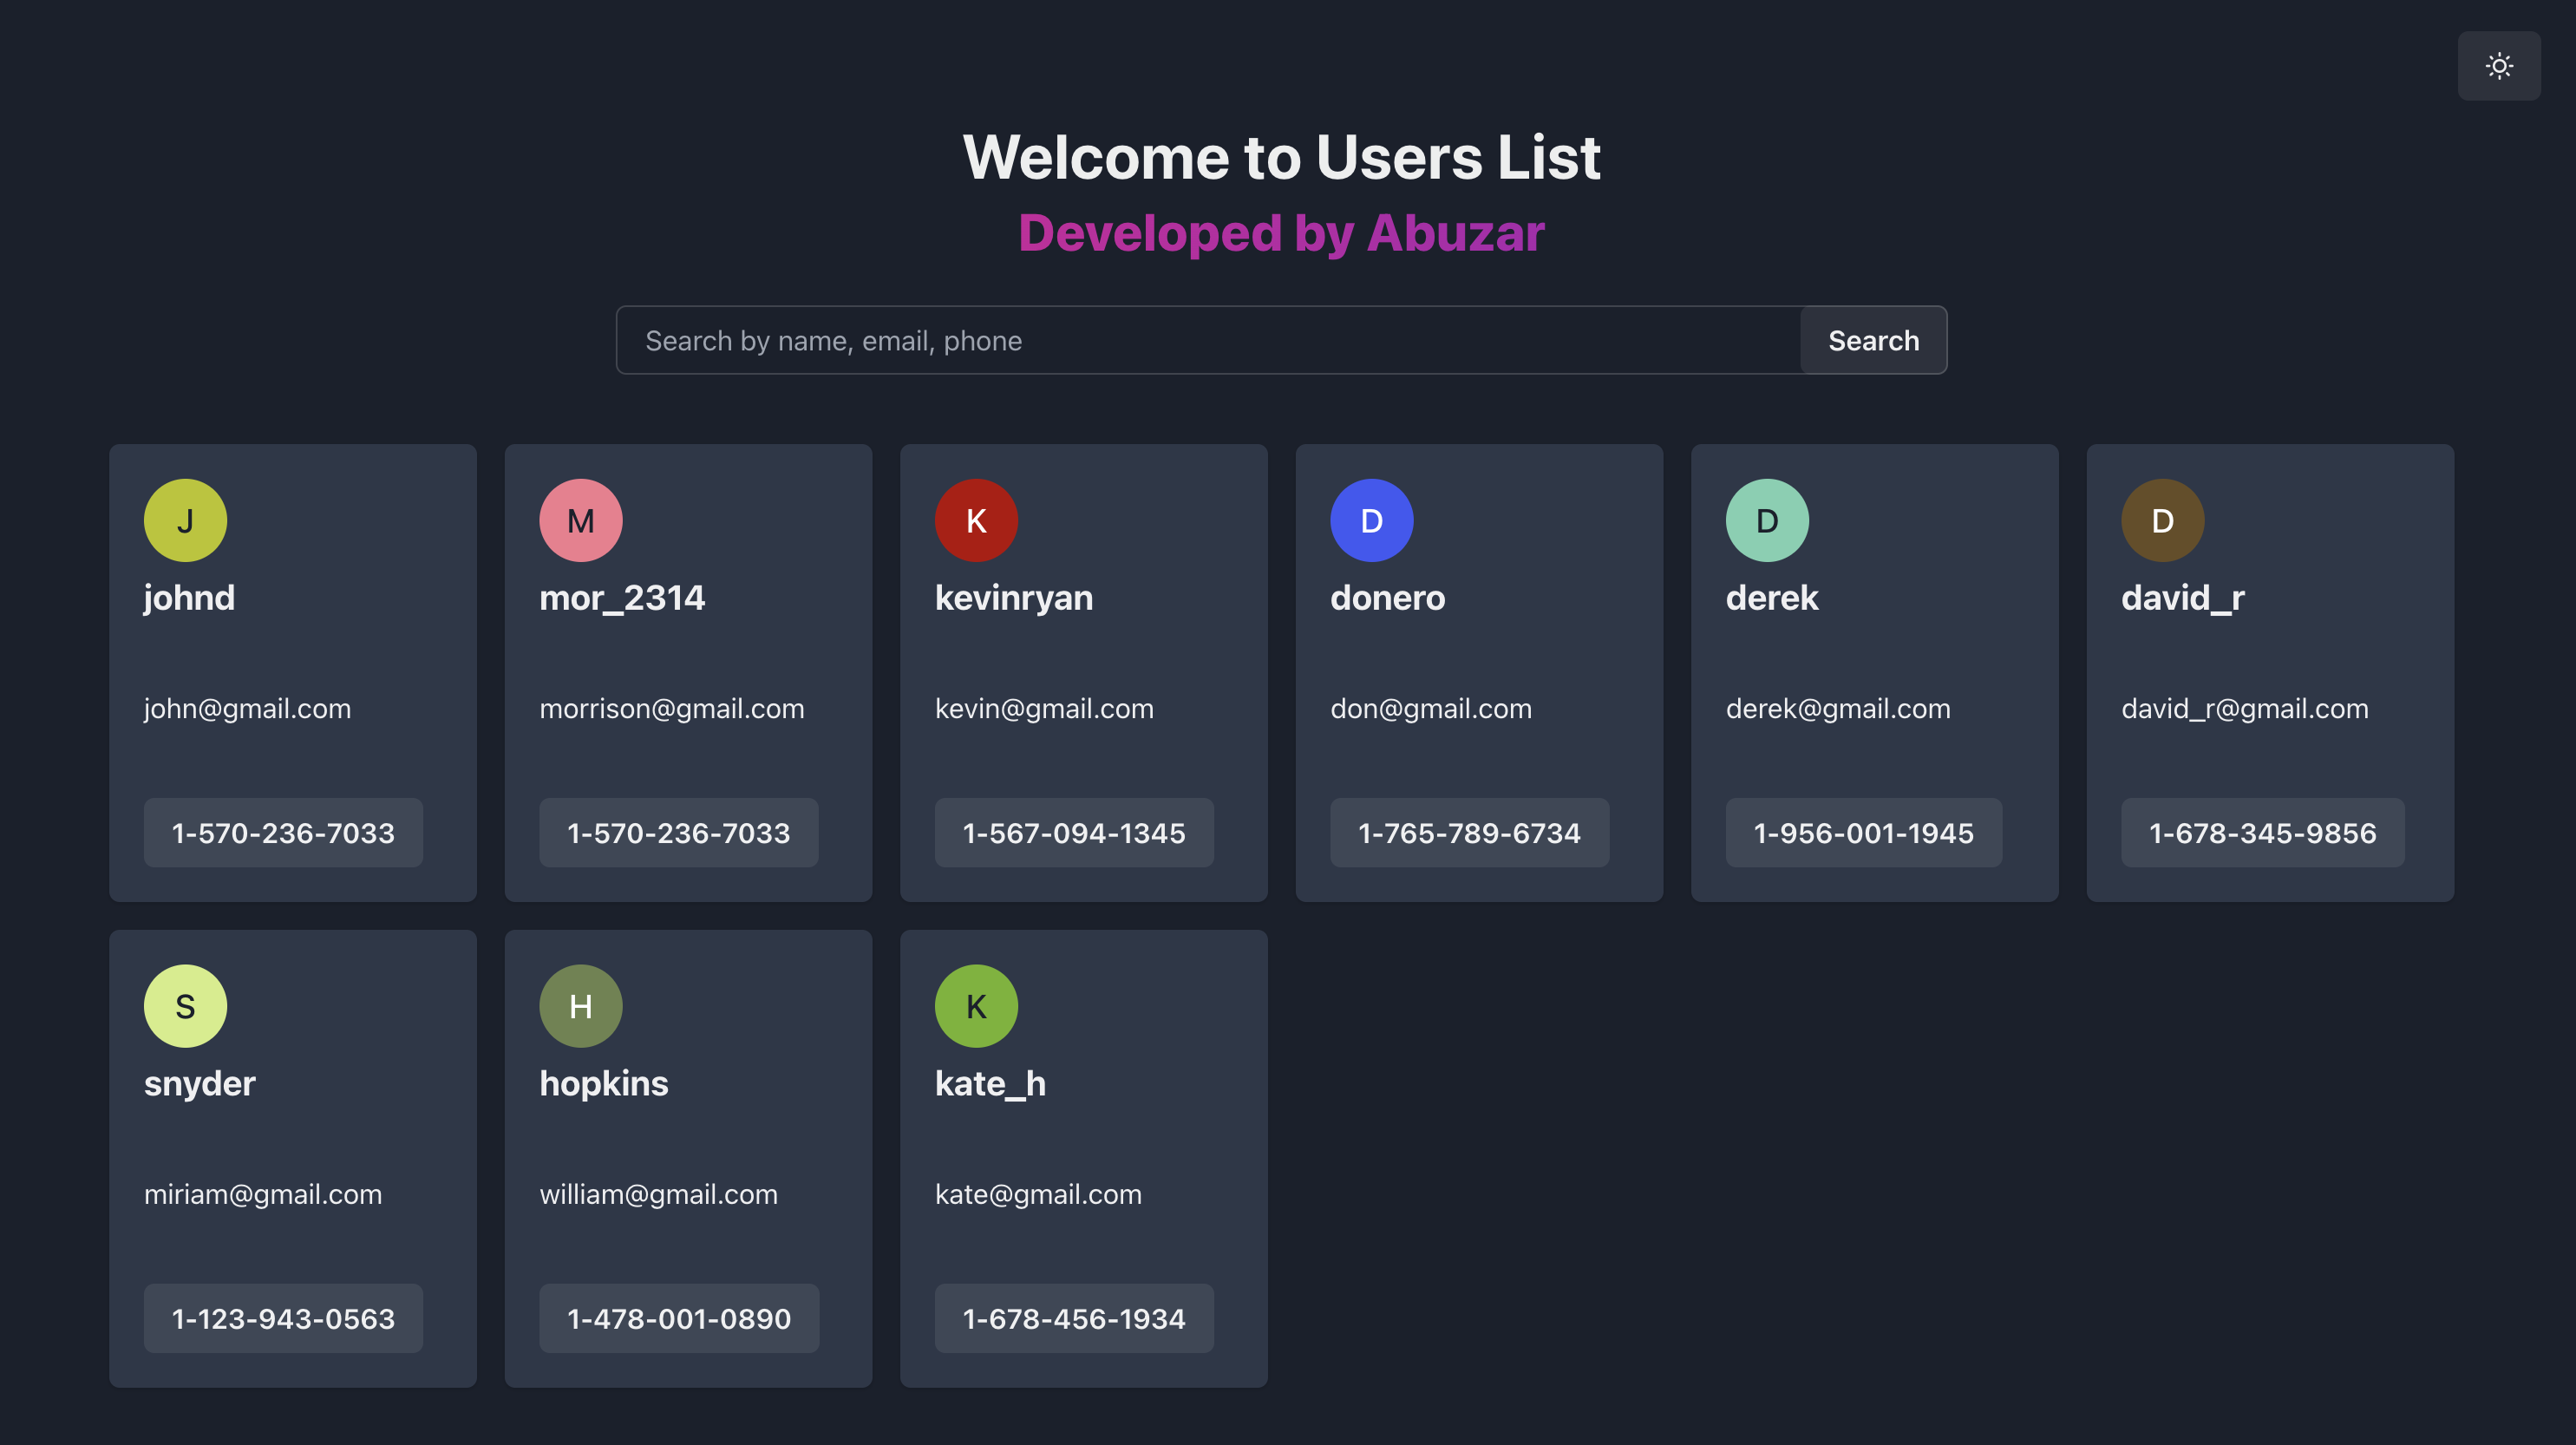 Welcome to Users List
Developed by Abuzar
Search by name, email, phone
Search
J
johnd
john@gmail.com
1-570-236-7033
M
mor_2314
morrison@gmail.com
1-570-236-7033
K
kevinryan
kevin@gmail.com
1-567-094-1345
D
donero
don@gmail.com
1-765-789-6734
D
derek
derek@gmail.com
1-956-001-1945
D
david_r
david_r@gmail.com
1-678-345-9856
S
snyder
miriam@gmail.com
1-123-943-0563
H
hopkins
william@gmail.com
1-478-001-0890
K
kate_h
kate@gmail.com
1-678-456-1934